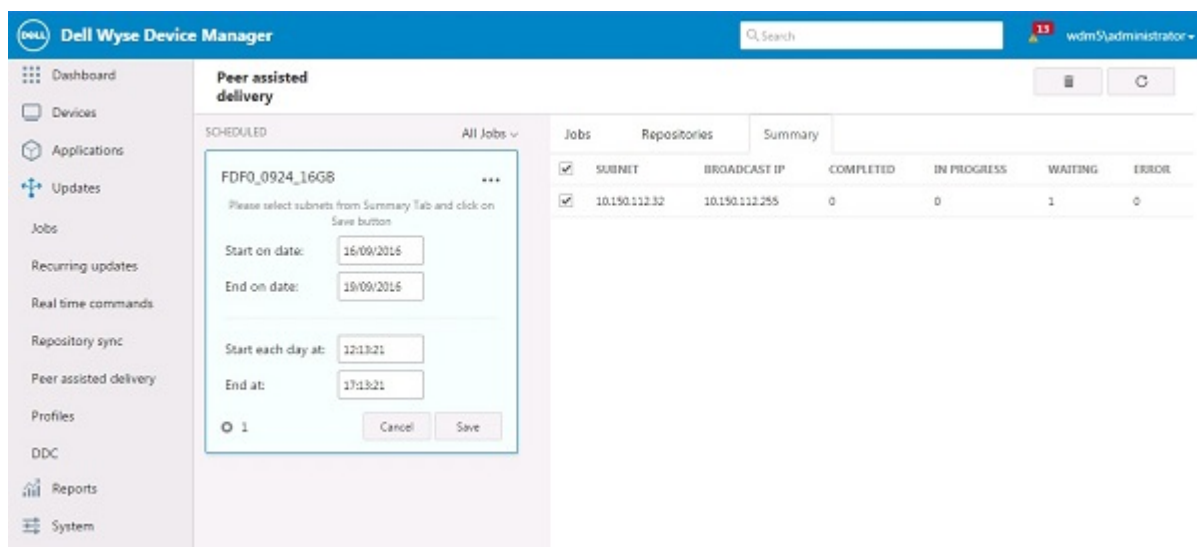 DELL
Dell Wyse Device Manager
Search
13
wdm5\administrator
Dashboard
Devices
Applications
Updates
Jobs
Recurring updates
Real time commands
Repository sync
Peer assisted delivery
Profiles
DDC
Reports
System
Peer assisted
delivery
SCHEDULED
All Jobs
FDF0_0924_16GB
...
Please select subnets from Summary Tab and click on
Save button
Start on date:
16/09/2016
End on date:
19/09/2016
Start each day at:
12:13:21
End at:
17:13:21
1
Cancel
Save
Jobs
Repositories
Summary
SUBNET
BROADCAST IP
COMPLETED
IN PROGRESS
WAITING
ERROR
10.150.112.32
10.150.112.255
0
0
1
0